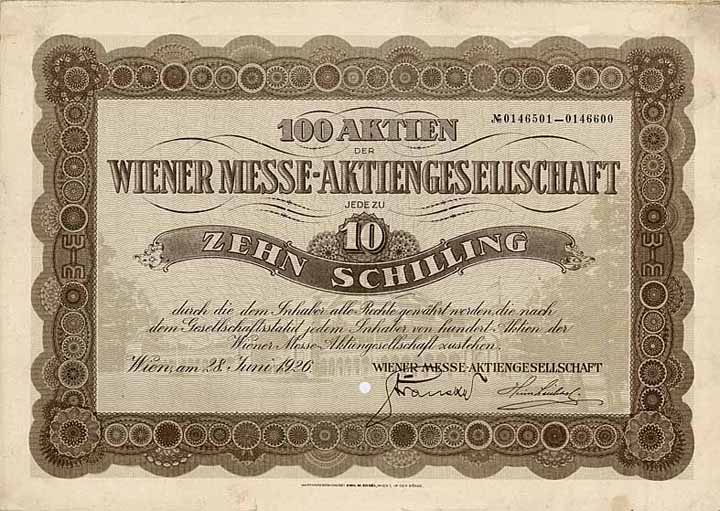 № 0146501—0146600
100 AKTIEN
DER
WIENER MESSE-AKTIENGESELLSCHAFT
JEDE ZU
10
ZEHN SCHILLING
durch die dem Inhaber alle Rechte gewährt werden, die nach
dem Gesellschaftsstatut jedem Inhaber von hundert Aktien der
Wiener Messe-Aktiengesellschaft zustehen.
Wien, am 28. Juni 1926.
WIENER MESSE-AKTIENGESELLSCHAFT